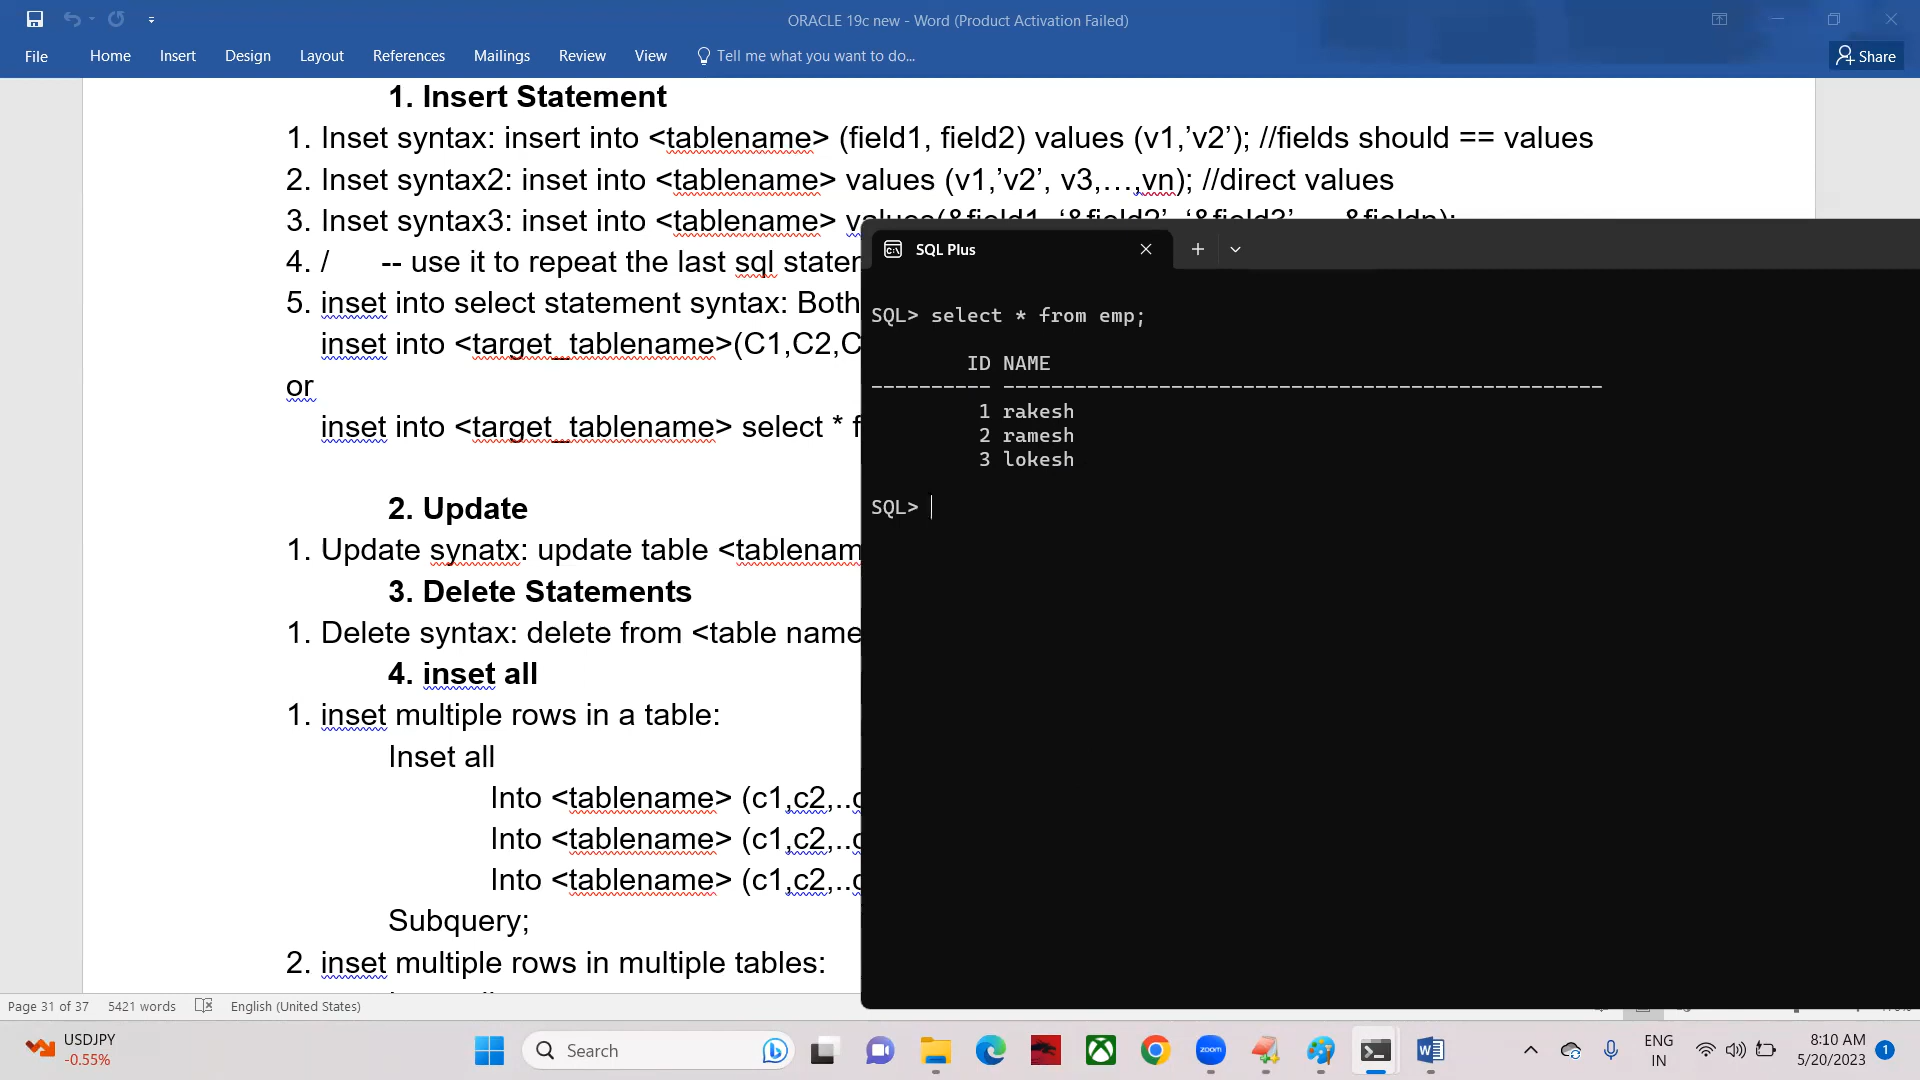 ORACLE 19c new - Word (Product Activation Failed)
File Home Insert Design Layout References Mailings Review View Tell me what you want to do... Share
1. Insert Statement
1. Inset syntax: insert into <tablename> (field1, field2) values (v1,’v2’); //fields should == values
2. Inset syntax2: inset into <tablename> values (v1,’v2’, v3,…,vn); //direct values
3. Inset syntax3: inset into <tablename> values(&field1, ‘&field2’, ‘&field3’ &fieldn);
4. / -- use it to repeat the last sql
5. inset into select statement syntax: Both
inset into <target_tablename>(C1,C2,C
or
inset into <target_tablename> select * f
2. Update
1. Update synatx: update table <tablenam
3. Delete Statements
1. Delete syntax: delete from <table name
4. inset all
1. inset multiple rows in a table:
Inset all
Into <tablename> (c1,c2,..
Into <tablename> (c1,c2,..
Into <tablename> (c1,c2,..
Subquery;
2. inset multiple rows in multiple tables:
SQL Plus
SQL> select * from emp;
ID NAME
---------- --------------------------------------------------
1 rakesh
2 ramesh
3 lokesh
SQL>
Page 31 of 37 5421 words English (United States)
USDJPY
-0.55%
Search
zoom
ENG
IN
8:10 AM
5/20/2023
1